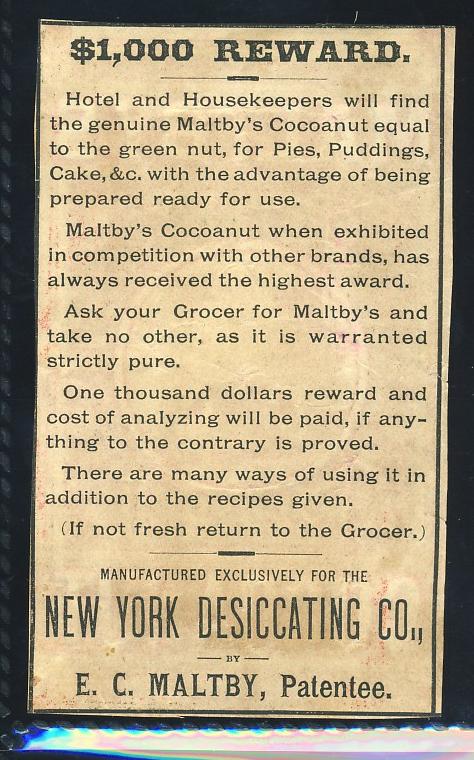 $1,000 REWARD.
Hotel and Housekeepers will find
the genuine Maltby's Cocoanut equal
to the green nut, for Pies, Puddings,
Cake, &c. with the advantage of being
prepared ready for use.
Maltby's Cocoanut when exhibited
in competition with other brands, has
always received the highest award.
Ask your Grocer for Maltby's and
take no other, as it is warranted
strictly pure.
One thousand dollars reward and
cost of analyzing will be paid, if any-
thing to the contrary is proved.
There are many ways of using it in
addition to the recipes given.
(If not fresh return to the Grocer.)
MANUFACTURED EXCLUSIVELY FOR THE
NEW YORK DESICCATING CO.,
BY
E. C. MALTBY, Patentee.